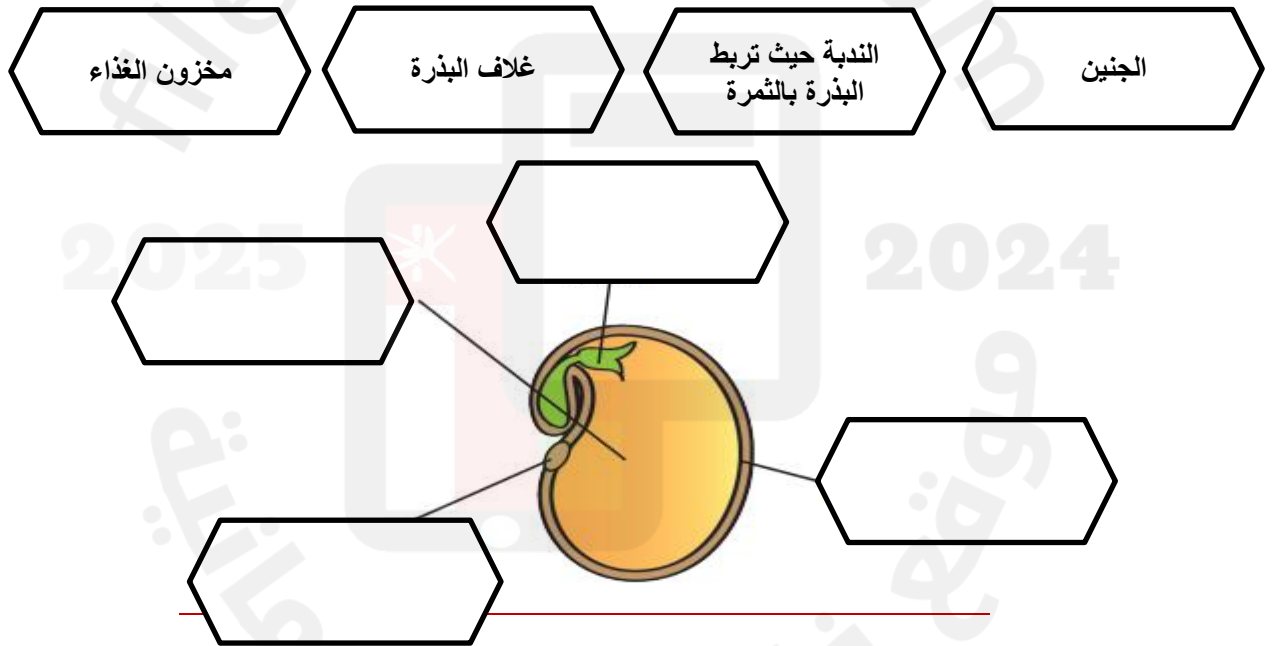 الجنين
الندبة حيث تربط
البذرة بالثمرة
غلاف البذرة
مخزون الغذاء
2025
2024